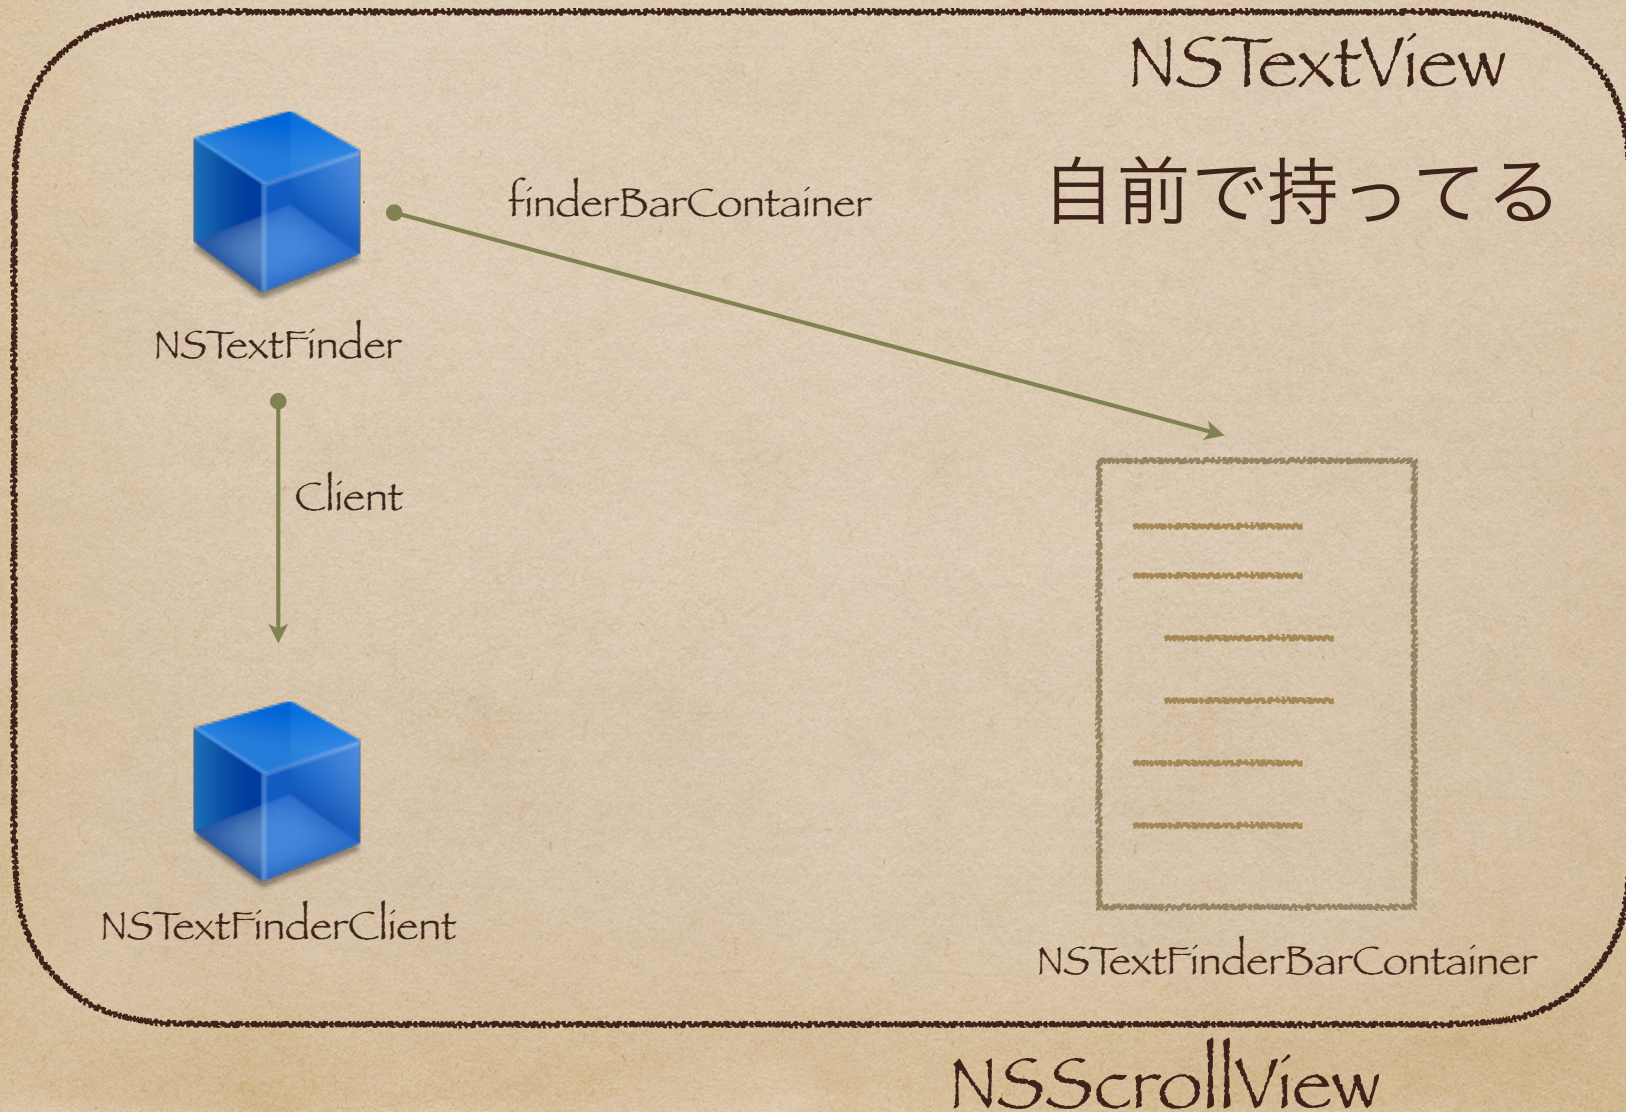 NSTextView
自前で持ってる
finderBarContainer
NSTextFinder
Client
NSTextFinderClient
NSTextFinderBarContainer
NSScrollView